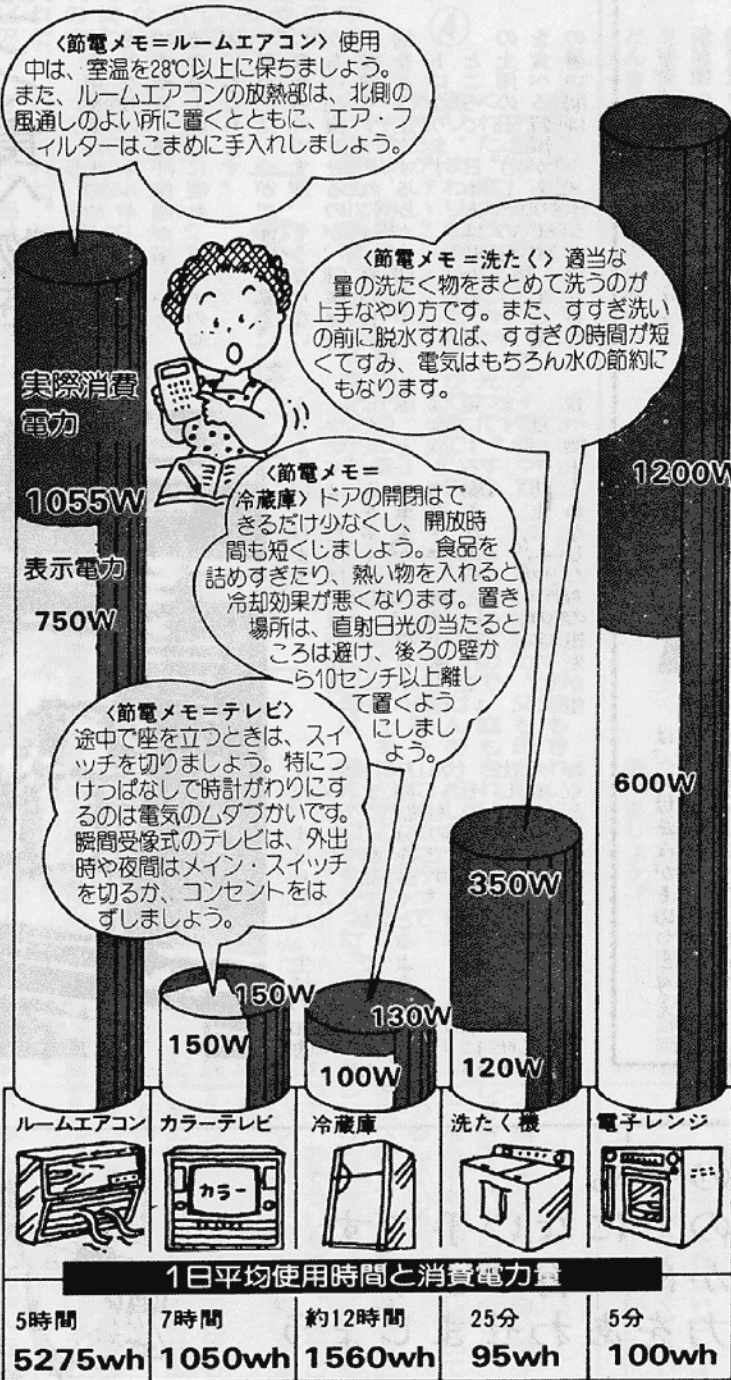 〈節電メモ=ルームエアコン〉使用
中は、室温を28℃以上に保ちましょう。
また、ルームエアコンの放熱部は、北側の
風通しのよい所に置くとともに、エア・フ
ィルターはこまめに手入れしましょう。
〈節電メモ=洗たく〉適当な
量の洗たく物をまとめて洗うのが
上手なやり方です。また、すすぎ洗い
の前に脱水すれば、すすぎの時間が短
くてすみ、電気はもちろん水の節約に
もなります。
実際消費
電力
1055W
表示電力
750W
〈節電メモ=
冷蔵庫〉ドアの開閉はで
きるだけ少なくし、開放時
間も短くしましょう。食品を
詰めすぎたり、熱い物を入れると
冷却効果が悪くなります。置き
場所は、直射日光の当たると
ころは避け、後ろの壁か
ら10センチ以上離し
て置くよう
にしまし
ょう。
〈節電メモ=テレビ〉
途中で座を立つときは、スイ
ッチを切りましょう。特につ
けっぱなしで時計がわりにす
るのは電気のムダづかいです。
瞬間受像式のテレビは、外出
時や夜間はメイン・スイッチ
を切るか、コンセントをは
ずしましょう。
150W
150W
130W
100W
350W
120W
1200W
600W
ルームエアコン
カラーテレビ
冷蔵庫
洗たく機
電子レンジ
カラー
1日平均使用時間と消費電力量
5時間
5275wh
7時間
1050wh
約12時間
1560wh
25分
95wh
5分
100wh